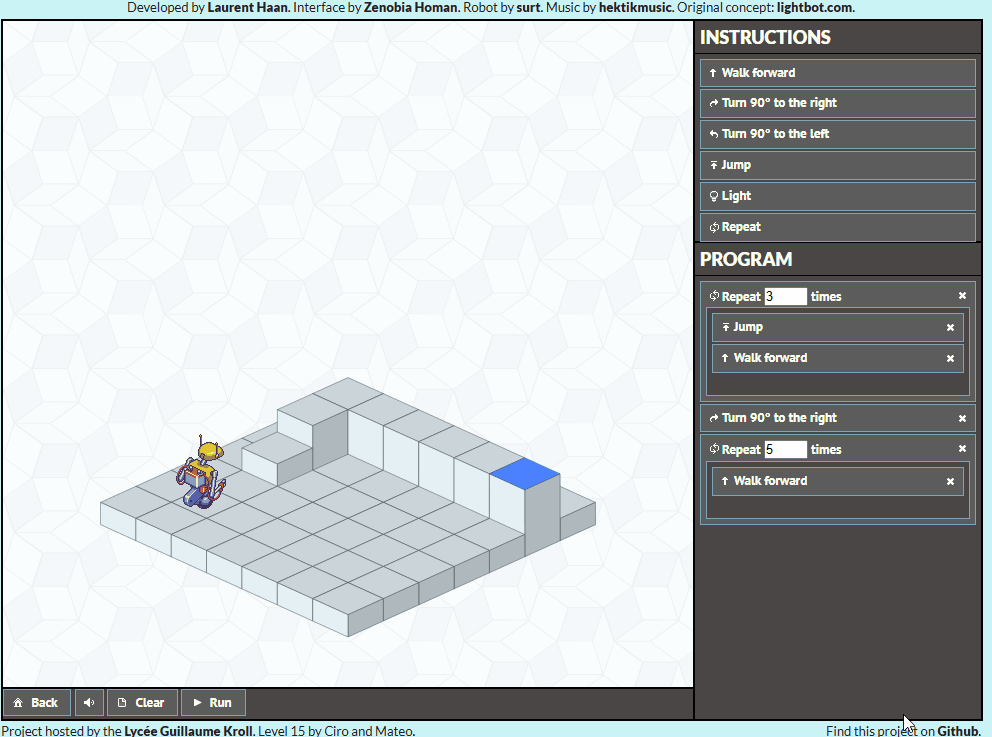 Developed by Laurent Haan. Interface by Zenobia Homan. Robot by surt. Music by hektikmusic. Original concept: lightbot.com.
INSTRUCTIONS
Walk forward
Turn 90° to the right
Turn 90° to the left
Jump
Light
Repeat
PROGRAM
Repeat 3 times
Jump
Walk forward
Turn 90° to the right
Repeat 5 times
Walk forward
Back Clear Run
Project hosted by the Lycée Guillaume Kroll. Level 15 by Ciro and Mateo. Find this project on Github.